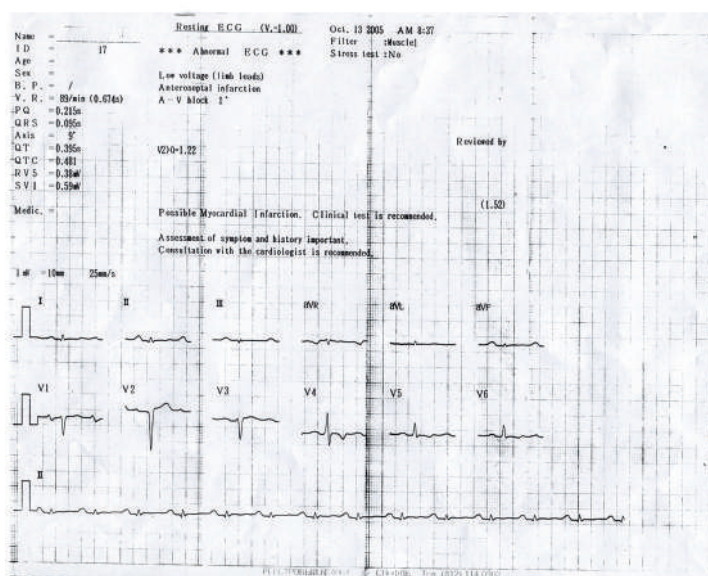 Resting ECG (V.-1.00)
Oct. 13 2005 AM 8:37
Filter :Muscle
Stress test :No
Name =
ID = 17
Age =
Sex =
B. P. = /
V. R. = 89/min (0.674s)
PQ =0.215s
QRS =0.095s
Axis = 9°
QT =0.395s
QTC =0.481
RV5 =0.38mV
SV1 =0.59mV
Medic. =
*** Abnormal ECG ***
Low voltage (limb leads)
Anteroseptal infarction
A-V block 1°
V2)Q=1.22
Reviewed by
(1.52)
Possible Myocardial Infarction. Clinical test is recommended.
Assessment of symptom and history important.
Consultation with the cardiologist is recommended.
1 mV =10mm 25mm/s
I II III aVR aVL aVF
V1 V2 V3 V4 V5 V6
II